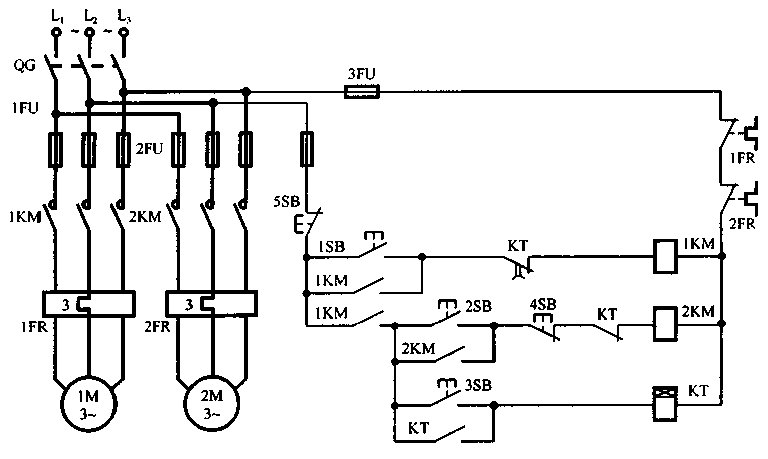 L1 ~ L2 ~ L3
QG
3FU
1FU
2FU
1FR
5SB
2FR
1KM
2KM
1SB
KT
1KM
1KM
3
3
1KM
2SB
4SB
KT
2KM
1FR
2FR
2KM
3SB
KT
1M
3~
2M
3~
KT